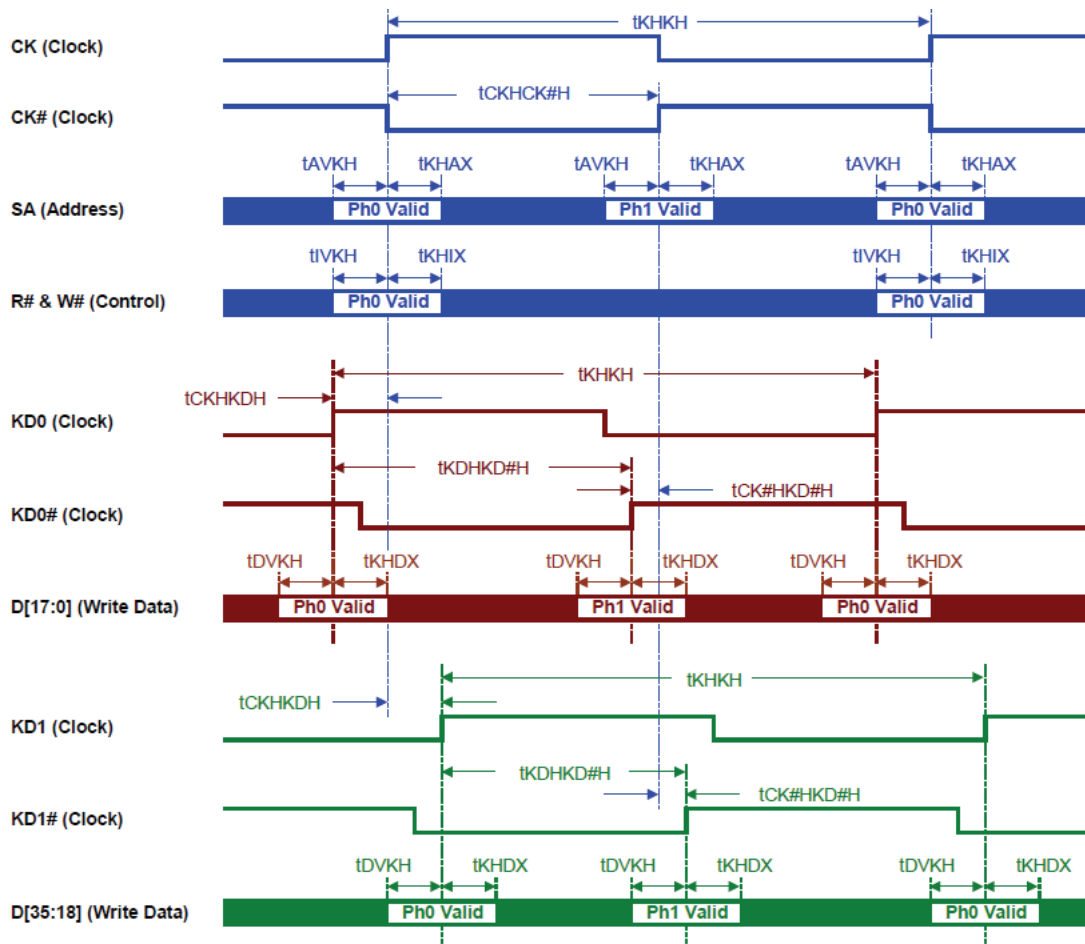 tKHKH
CK (Clock)
tCKHCK#H
CK# (Clock)
tAVKH tKHAX tAVKH tKHAX tAVKH tKHAX
SA (Address) Ph0 Valid Ph1 Valid Ph0 Valid
tIVKH tKHIX tIVKH tKHIX
R# & W# (Control) Ph0 Valid Ph0 Valid
tKHKH
tCKHKDH
KD0 (Clock)
tKDHKD#H
tCK#HKD#H
KD0# (Clock)
tDVKH tKHDX tDVKH tKHDX tDVKH tKHDX
D[17:0] (Write Data) Ph0 Valid Ph1 Valid Ph0 Valid
tKHKH
tCKHKDH
KD1 (Clock)
tKDHKD#H
tCK#HKD#H
KD1# (Clock)
tDVKH tKHDX tDVKH tKHDX tDVKH tKHDX
D[35:18] (Write Data) Ph0 Valid Ph1 Valid Ph0 Valid